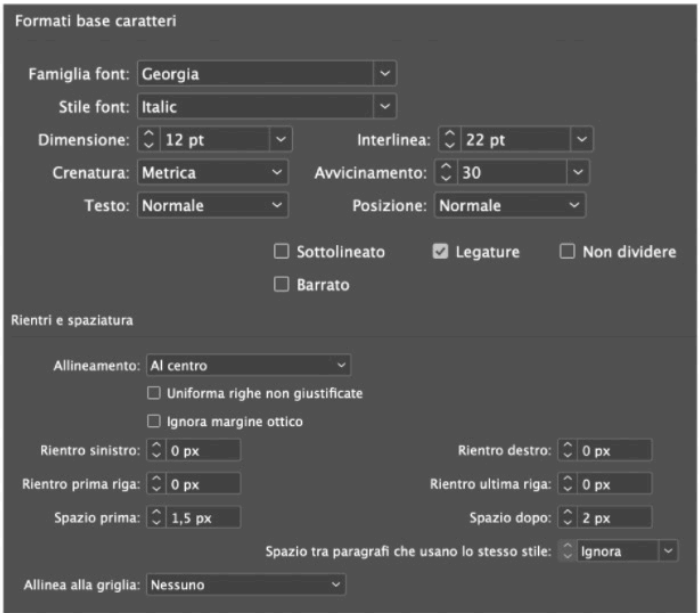 Formati base caratteri
Famiglia font: Georgia
Stile font: Italic
Dimensione: 12 pt Interlinea: 22 pt
Crenatura: Metrica Avvicinamento: 30
Testo: Normale Posizione: Normale
Sottolineato Legature Non dividere
Barrato
Rientri e spaziatura
Allineamento: Al centro
Uniforma righe non giustificate
Ignora margine ottico
Rientro sinistro: 0 px Rientro destro: 0 px
Rientro prima riga: 0 px Rientro ultima riga: 0 px
Spazio prima: 1,5 px Spazio dopo: 2 px
Spazio tra paragrafi che usano lo stesso stile: Ignora
Allinea alla griglia: Nessuno